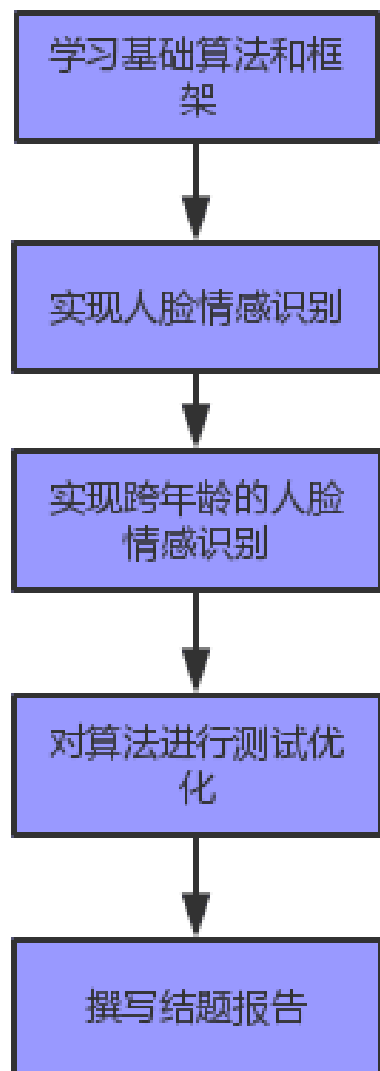 学习基础算法和框
架
实现人脸情感识别
实现跨年龄的人脸
情感识别
对算法进行测试优
化
撰写结题报告